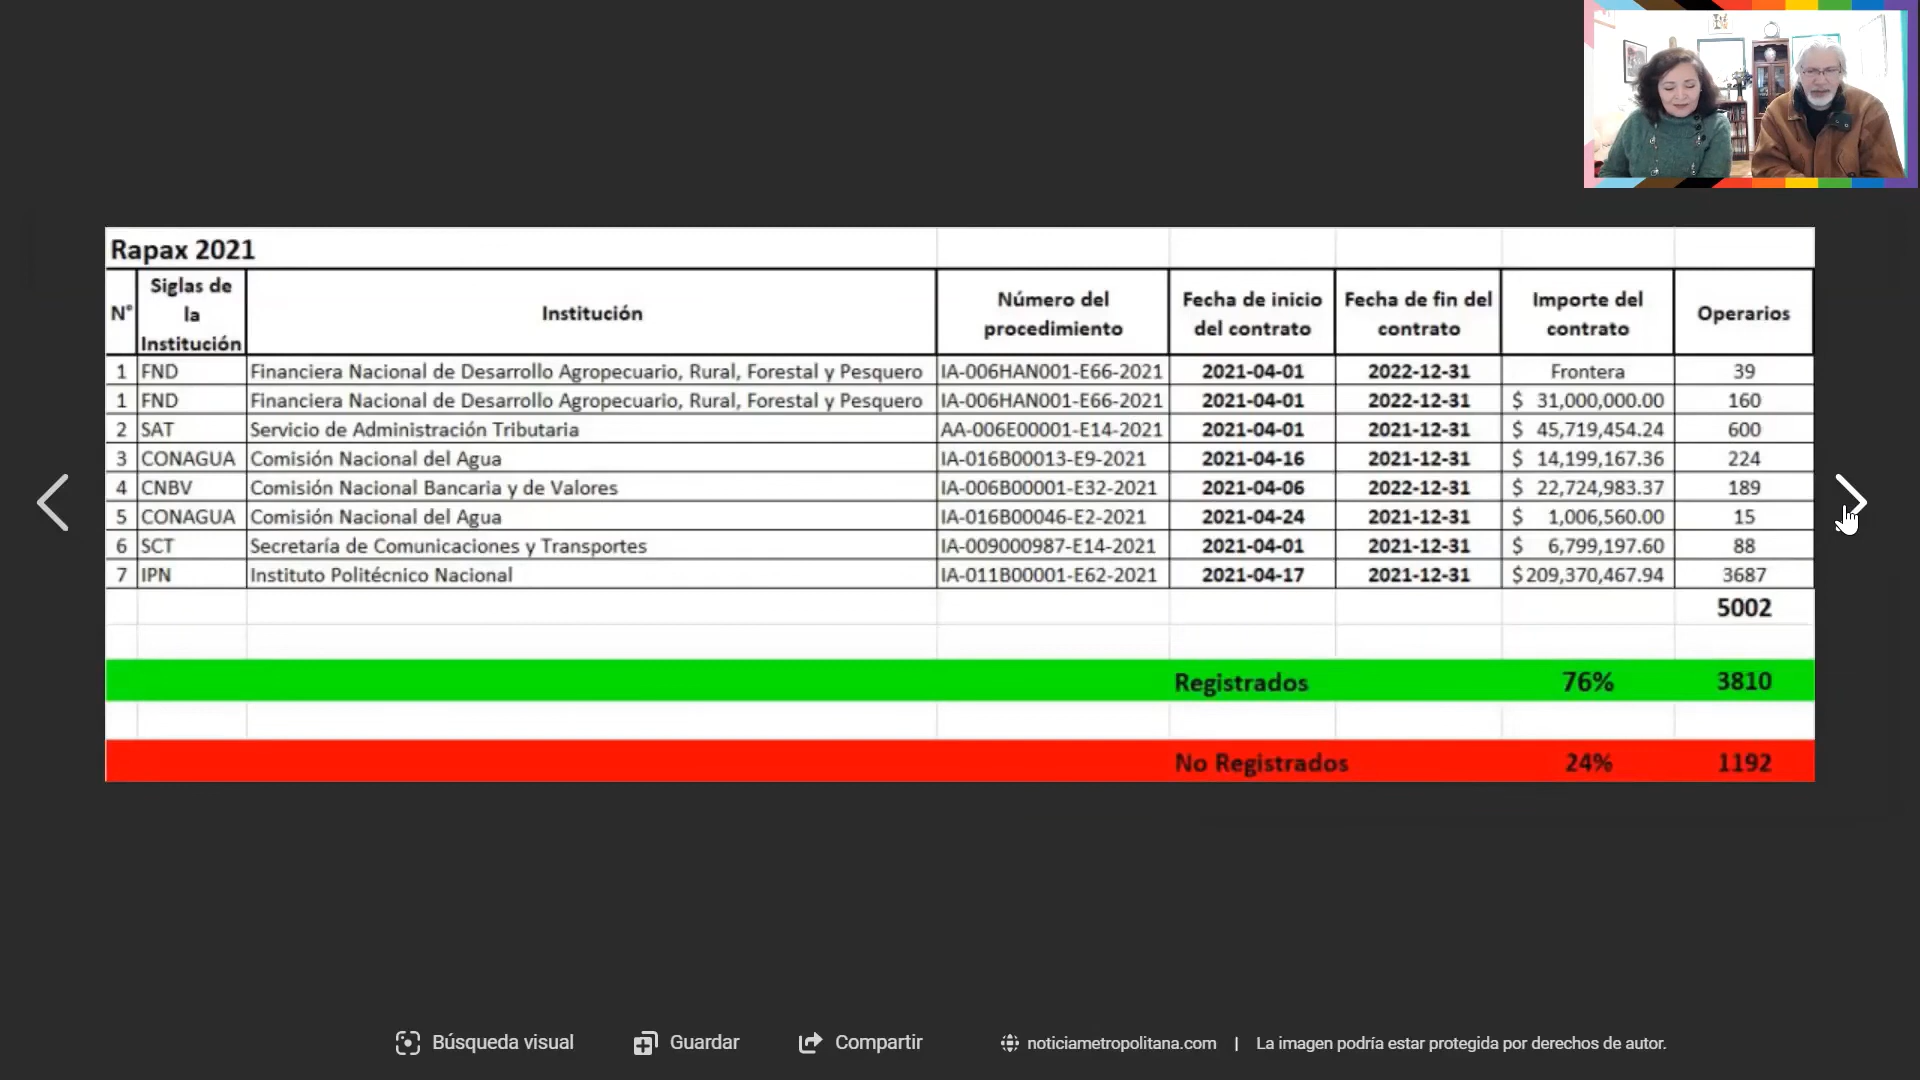 Rapax 2021
N° Siglas de la Institución Institución Número del procedimiento Fecha de inicio del contrato Fecha de fin del contrato Importe del contrato Operarios
1 FND Financiera Nacional de Desarrollo Agropecuario, Rural, Forestal y Pesquero IA-006HAN001-E66-2021 2021-04-01 2022-12-31 Frontera 39
1 FND Financiera Nacional de Desarrollo Agropecuario, Rural, Forestal y Pesquero IA-006HAN001-E66-2021 2021-04-01 2022-12-31 $ 31,000,000.00 160
2 SAT Servicio de Administración Tributaria AA-006E00001-E14-2021 2021-04-01 2021-12-31 $ 45,719,454.24 600
3 CONAGUA Comisión Nacional del Agua IA-016B00013-E9-2021 2021-04-16 2021-12-31 $ 14,199,167.36 224
4 CNBV Comisión Nacional Bancaria y de Valores IA-006B00001-E32-2021 2021-04-06 2022-12-31 $ 22,724,983.37 189
5 CONAGUA Comisión Nacional del Agua IA-016B00046-E2-2021 2021-04-24 2021-12-31 $ 1,006,560.00 15
6 SCT Secretaría de Comunicaciones y Transportes IA-009000987-E14-2021 2021-04-01 2021-12-31 $ 6,799,197.60 88
7 IPN Instituto Politécnico Nacional IA-011B00001-E62-2021 2021-04-17 2021-12-31 $209,370,467.94 3687
5002
Registrados 76% 3810
No Registrados 24% 1192
Búsqueda visual Guardar Compartir noticiametropolitana.com | La imagen podría estar protegida por derechos de autor.